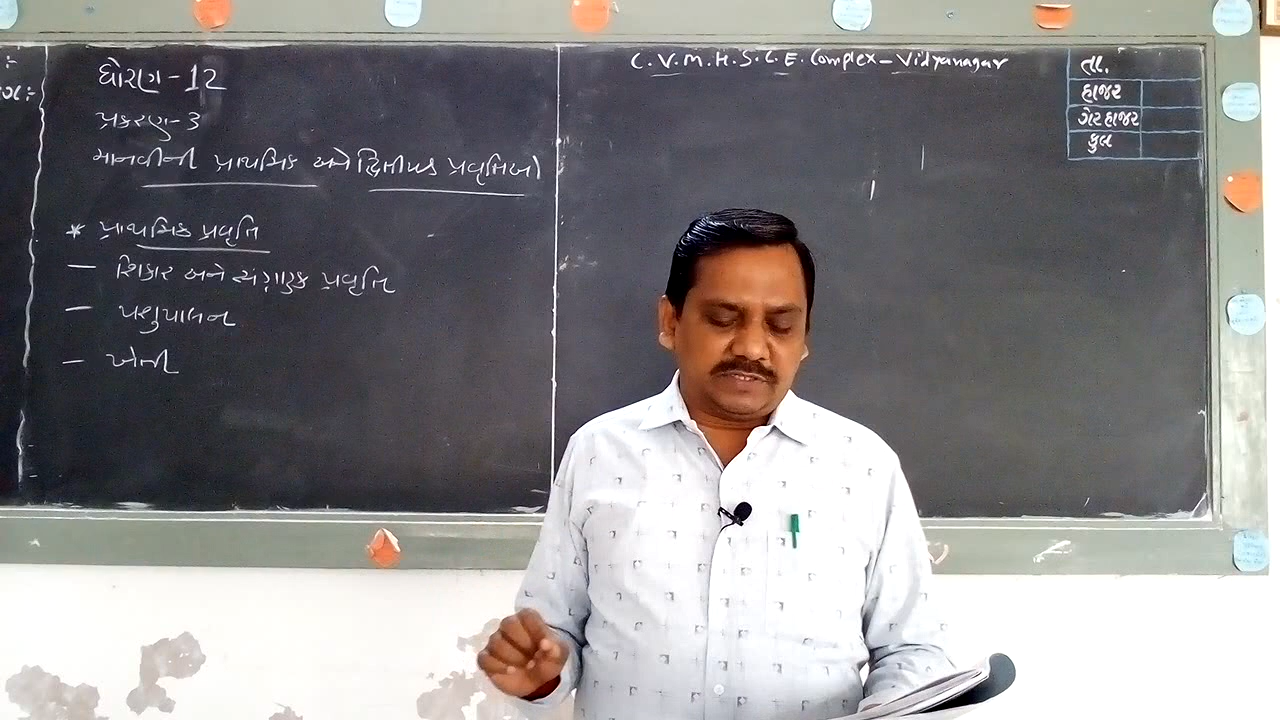 ધોરણ - 12
પ્રકરણ - 3
માનવીની પ્રાથમિક અને દ્વિતીયક પ્રવૃત્તિઓ
* પ્રાથમિક પ્રવૃતિ
– શિકાર અને સંગ્રાહક પ્રવૃતિ
– પશુપાલન
– ખેતી
C.V.M.H.S.C.E. Complex - Vidyanagar
તા.
હાજર
ગેરહાજર
કુલ